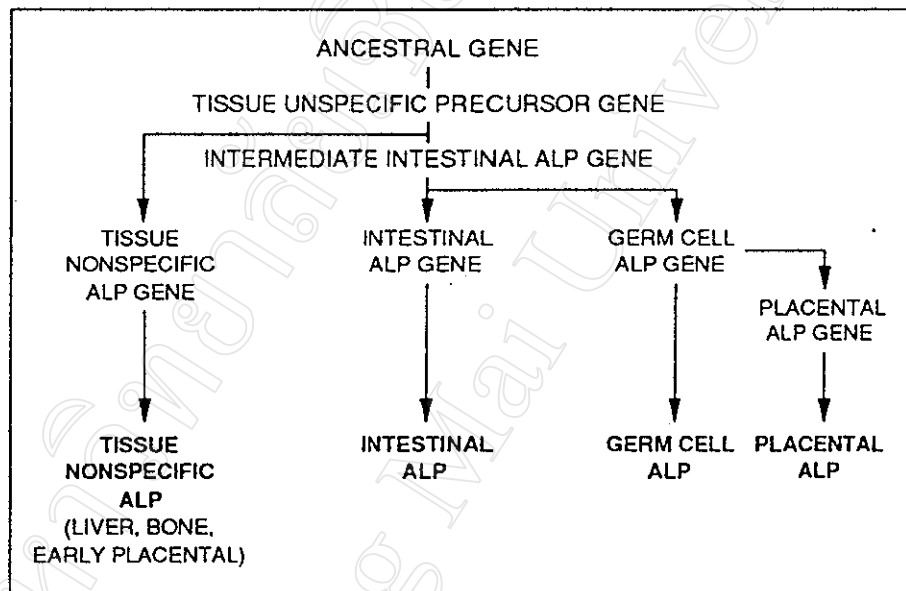 ANCESTRAL GENE
TISSUE UNSPECIFIC PRECURSOR GENE
INTERMEDIATE INTESTINAL ALP GENE
TISSUE
NONSPECIFIC
ALP GENE
INTESTINAL
ALP GENE
GERM CELL
ALP GENE
PLACENTAL
ALP GENE
TISSUE
NONSPECIFIC
ALP
(LIVER, BONE,
EARLY PLACENTAL)
INTESTINAL
ALP
GERM CELL
ALP
PLACENTAL
ALP
Mai Univer